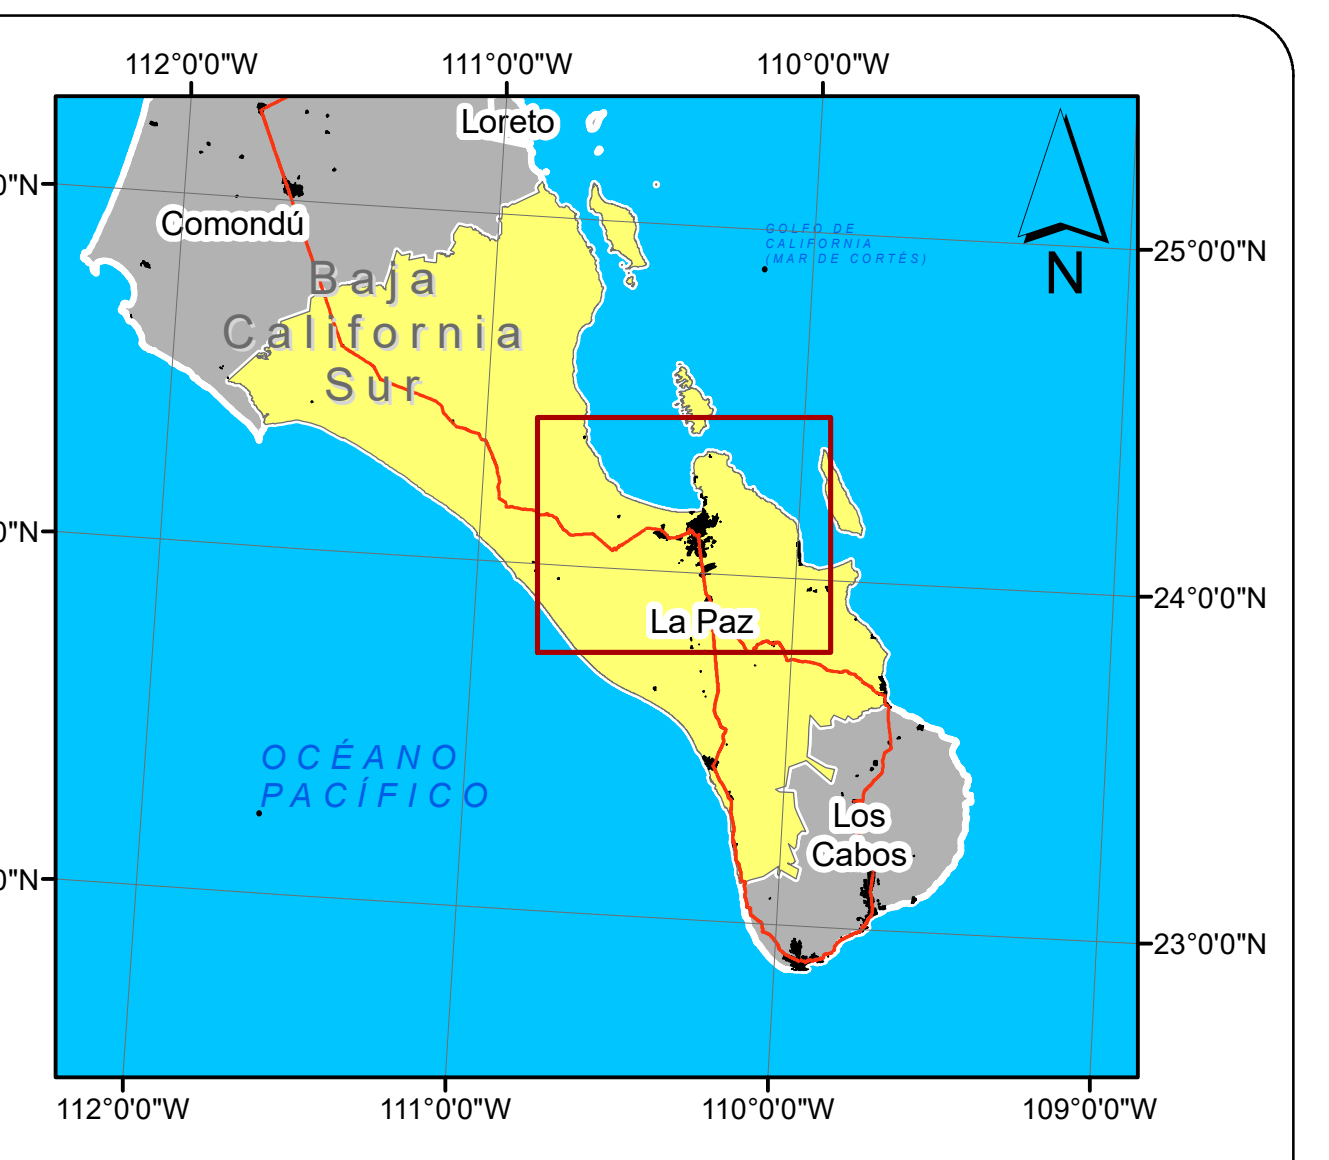 112°0'0"W 111°0'0"W 110°0'0"W
Loreto
0"N
Comondú
GOLFO DE
CALIFORNIA
(MAR DE CORTÉS)
25°0'0"N
N
Baja
California
Sur
0"N
24°0'0"N
La Paz
OCÉANO
PACÍFICO
Los
Cabos
0"N
23°0'0"N
112°0'0"W 111°0'0"W 110°0'0"W 109°0'0"W